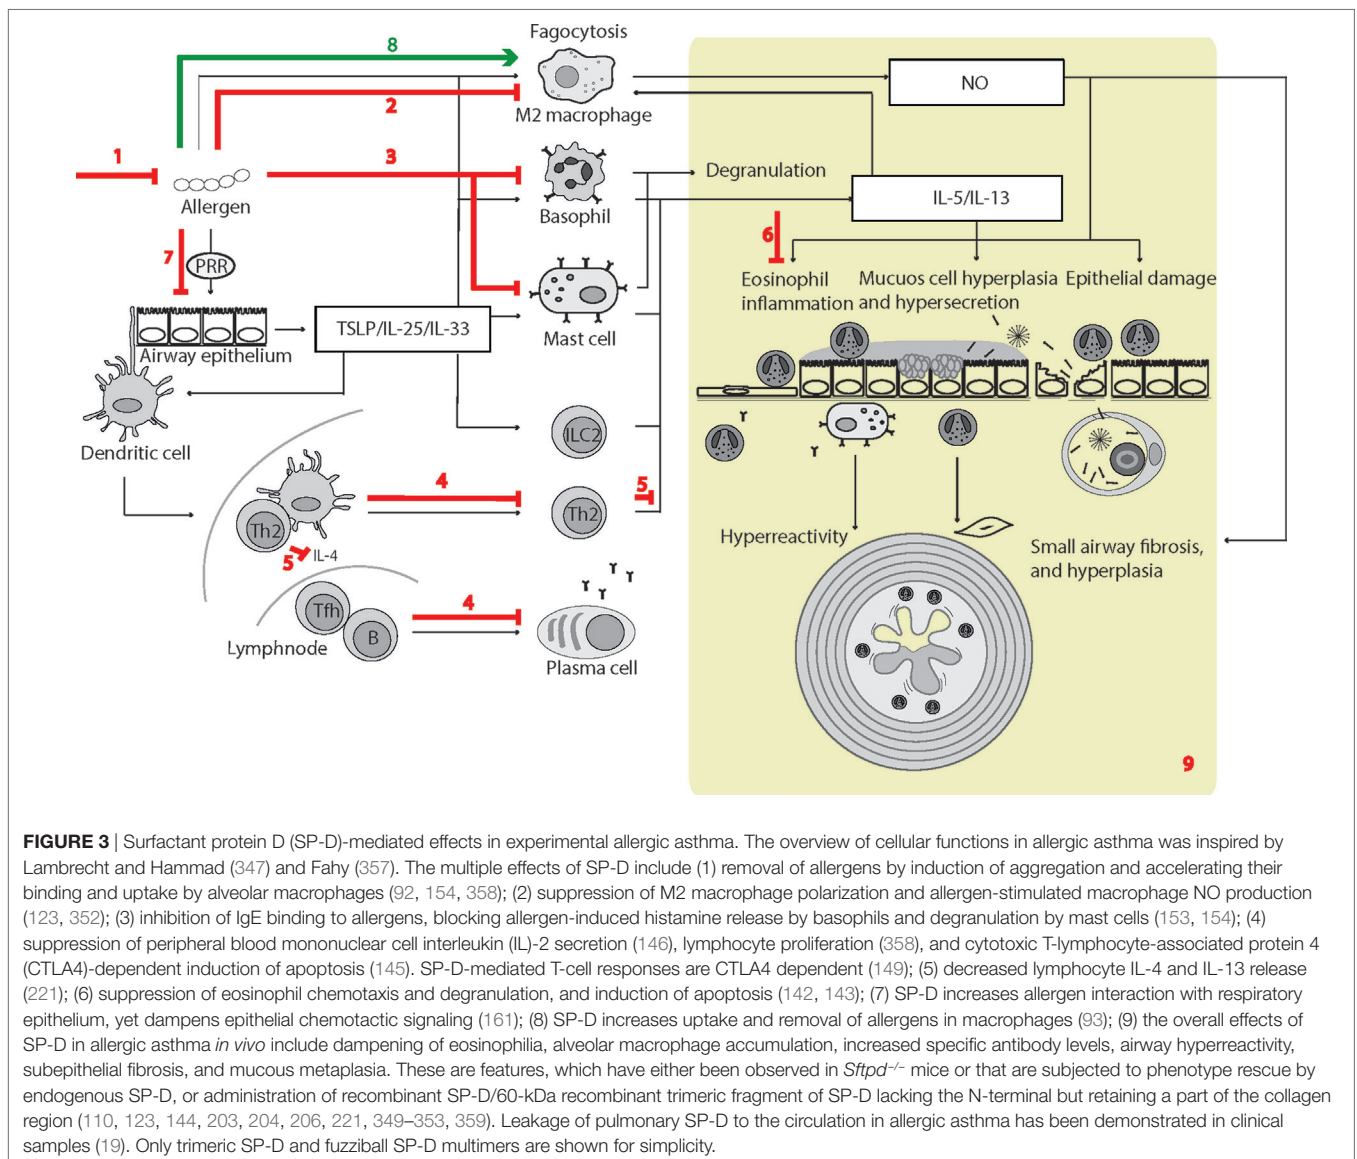 8
Fagocytosis
NO
2
M2 macrophage
1
3
Degranulation
Allergen
Basophil
IL-5/IL-13
6
7
PRR
Eosinophil
inflammation
Mucuos cell hyperplasia
and hypersecretion
Epithelial damage
TSLP/IL-25/IL-33
Mast cell
Airway epithelium
ILC2
Dendritic cell
4
5
Th2
Th2
5
IL-4
Hyperreactivity
Small airway fibrosis,
and hyperplasia
4
Tfh
B
Lymphnode
Plasma cell
9
FIGURE 3 | Surfactant protein D (SP-D)-mediated effects in experimental allergic asthma. The overview of cellular functions in allergic asthma was inspired by
Lambrecht and Hammad (347) and Fahy (357). The multiple effects of SP-D include (1) removal of allergens by induction of aggregation and accelerating their
binding and uptake by alveolar macrophages (92, 154, 358); (2) suppression of M2 macrophage polarization and allergen-stimulated macrophage NO production
(123, 352); (3) inhibition of IgE binding to allergens, blocking allergen-induced histamine release by basophils and degranulation by mast cells (153, 154); (4)
suppression of peripheral blood mononuclear cell interleukin (IL)-2 secretion (146), lymphocyte proliferation (358), and cytotoxic T-lymphocyte-associated protein 4
(CTLA4)-dependent induction of apoptosis (145). SP-D-mediated T-cell responses are CTLA4 dependent (149); (5) decreased lymphocyte IL-4 and IL-13 release
(221); (6) suppression of eosinophil chemotaxis and degranulation, and induction of apoptosis (142, 143); (7) SP-D increases allergen interaction with respiratory
epithelium, yet dampens epithelial chemotactic signaling (161); (8) SP-D increases uptake and removal of allergens in macrophages (93); (9) the overall effects of
SP-D in allergic asthma in vivo include dampening of eosinophilia, alveolar macrophage accumulation, increased specific antibody levels, airway hyperreactivity,
subepithelial fibrosis, and mucous metaplasia. These are features, which have either been observed in Sftpd−/− mice or that are subjected to phenotype rescue by
endogenous SP-D, or administration of recombinant SP-D/60-kDa recombinant trimeric fragment of SP-D lacking the N-terminal but retaining a part of the collagen
region (110, 123, 144, 203, 204, 206, 221, 349–353, 359). Leakage of pulmonary SP-D to the circulation in allergic asthma has been demonstrated in clinical
samples (19). Only trimeric SP-D and fuzziball SP-D multimers are shown for simplicity.